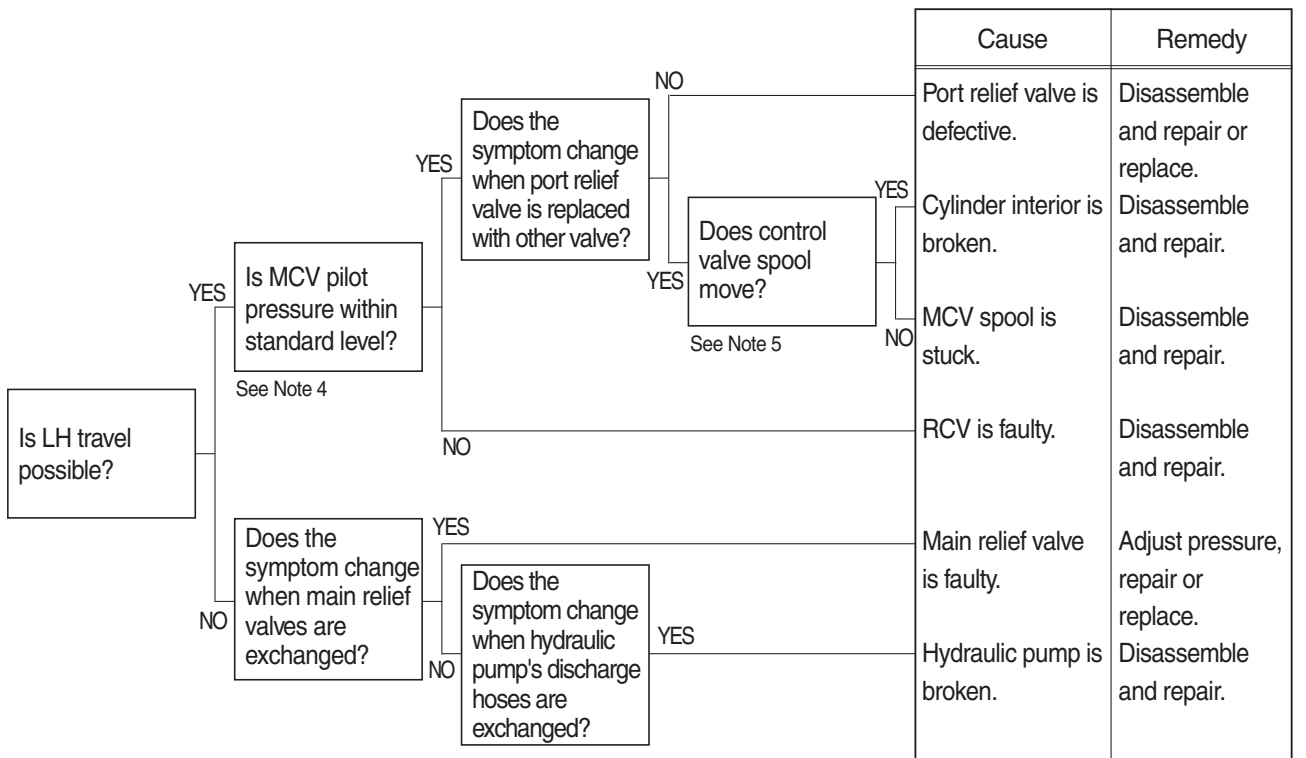 Cause
Remedy
NO
Port relief valve is
defective.
Disassemble
and repair or
replace.
Does the
symptom change
when port relief
valve is replaced
with other valve?
YES
YES
Cylinder interior is
broken.
Disassemble
and repair.
Does control
valve spool
move?
YES
See Note 5
Is MCV pilot
pressure within
standard level?
YES
See Note 4
NO
MCV spool is
stuck.
Disassemble
and repair.
Is LH travel
possible?
NO
RCV is faulty.
Disassemble
and repair.
Does the
symptom change
when main relief
valves are
exchanged?
NO
YES
Main relief valve
is faulty.
Adjust pressure,
repair or
replace.
Does the
symptom change
when hydraulic
pump's discharge
hoses are
exchanged?
NO
YES
Hydraulic pump is
broken.
Disassemble
and repair.